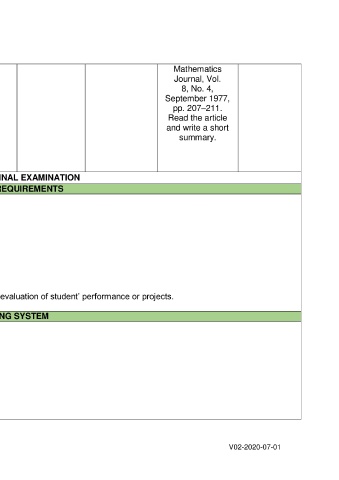 Mathematics
Journal, Vol.
8, No. 4,
September 1977,
pp. 207–211.
Read the article
and write a short
summary.
INAL EXAMINATION
REQUIREMENTS
evaluation of student' performance or projects.
NG SYSTEM
V02-2020-07-01